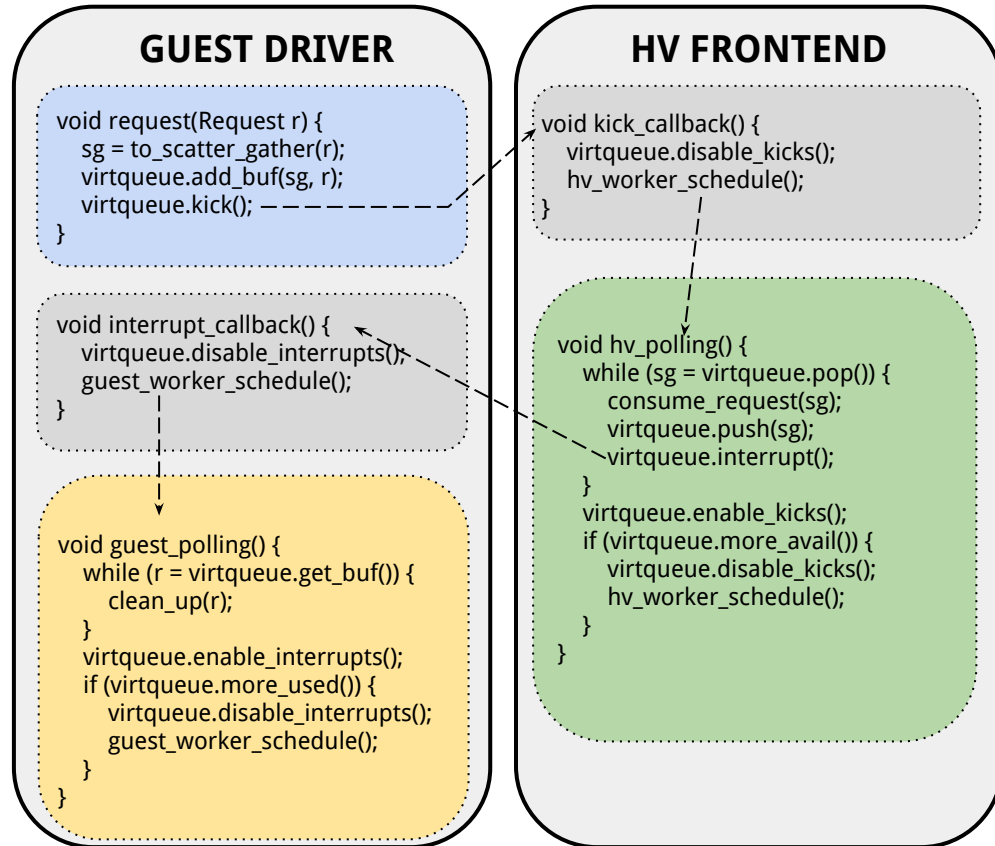 GUEST DRIVER
void request(Request r) {
sg = to_scatter_gather(r);
virtqueue.add_buf(sg, r);
virtqueue.kick();
}
void interrupt_callback() {
virtqueue.disable_interrupts();
guest_worker_schedule();
}
void guest_polling() {
while (r = virtqueue.get_buf()) {
clean_up(r);
}
virtqueue.enable_interrupts();
if (virtqueue.more_used()) {
virtqueue.disable_interrupts();
guest_worker_schedule();
}
}
HV FRONTEND
void kick_callback() {
virtqueue.disable_kicks();
hv_worker_schedule();
}
void hv_polling() {
while (sg = virtqueue.pop()) {
consume_request(sg);
virtqueue.push(sg);
virtqueue.interrupt();
}
virtqueue.enable_kicks();
if (virtqueue.more_avail()) {
virtqueue.disable_kicks();
hv_worker_schedule();
}
}